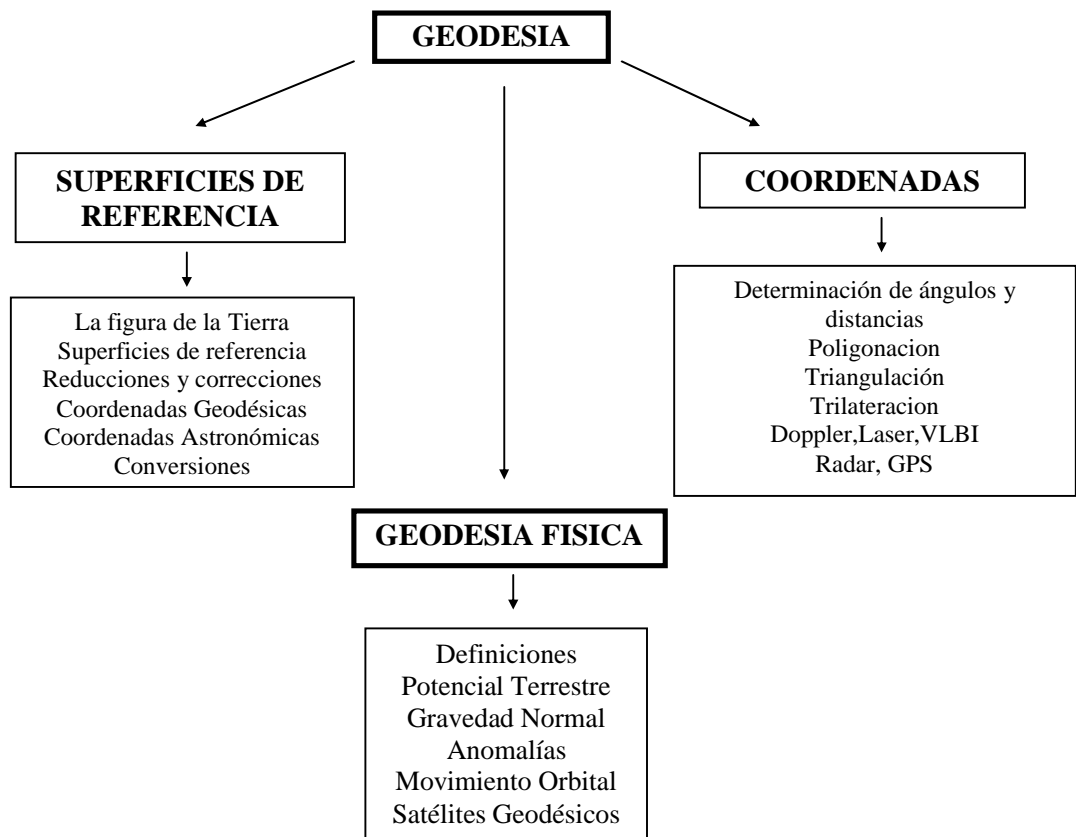 GEODESIA
SUPERFICIES DE
REFERENCIA
La figura de la Tierra
Superficies de referencia
Reducciones y correcciones
Coordenadas Geodésicas
Coordenadas Astronómicas
Conversiones
COORDENADAS
Determinación de ángulos y
distancias
Poligonacion
Triangulación
Trilateracion
Doppler,Laser,VLBI
Radar, GPS
GEODESIA FISICA
Definiciones
Potencial Terrestre
Gravedad Normal
Anomalías
Movimiento Orbital
Satélites Geodésicos